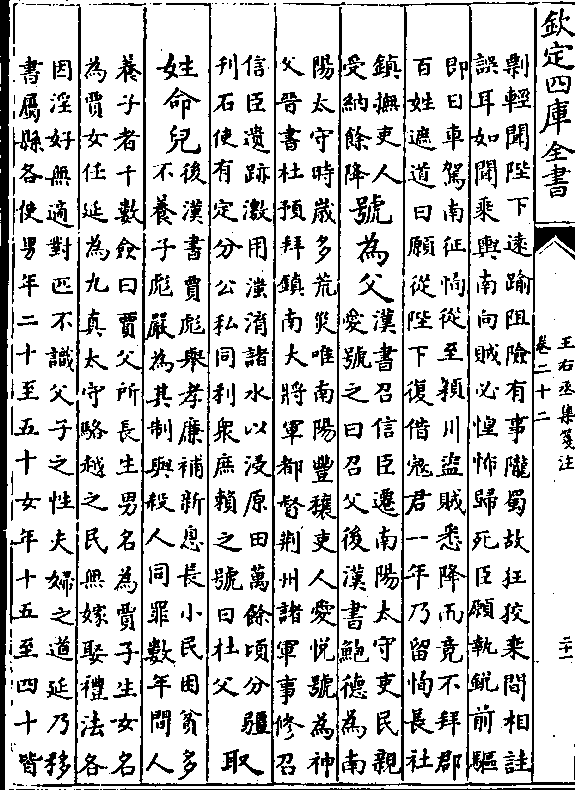 欽定四庫全書
王右丞集箋注
卷二十二
二十一
剽輕聞陛下遠踰阻險有事隴蜀故狂狡乗間相詿
誤耳如聞乘輿南向賊必惶怖歸死臣願執鋭前驅
即日車駕南征恂從至潁川盜賊悉降而竟不拜郡
百姓遮道曰願從陛下復借寇君一年乃留恂長社
鎮撫吏人
受納餘降
號為父
漢書召信臣遷南陽太守吏民親
愛號之曰召父後漢書鮑德為南
陽太守時歳多荒災唯南陽豐穰吏人愛悦號為神
父晉書杜預拜鎮南大將軍都督荆州諸軍事修召
信臣遺跡激用滍淯諸水以浸原田萬餘頃分疆
刊石使有定分公私同利衆庶賴之號曰杜父
取
姓命兒
後漢書賈彪舉孝廉補新息長小民困貧多
不養子彪嚴為其制與殺人同罪數年間人
養子者千數僉曰賈父所長生男名為賈子生女名
為賈女任延為九真太守駱越之民無嫁娶禮法各
因淫好無適對匹不識父子之性夫婦之道延乃移
書屬縣各使男年二十至五十女年十五至四十皆